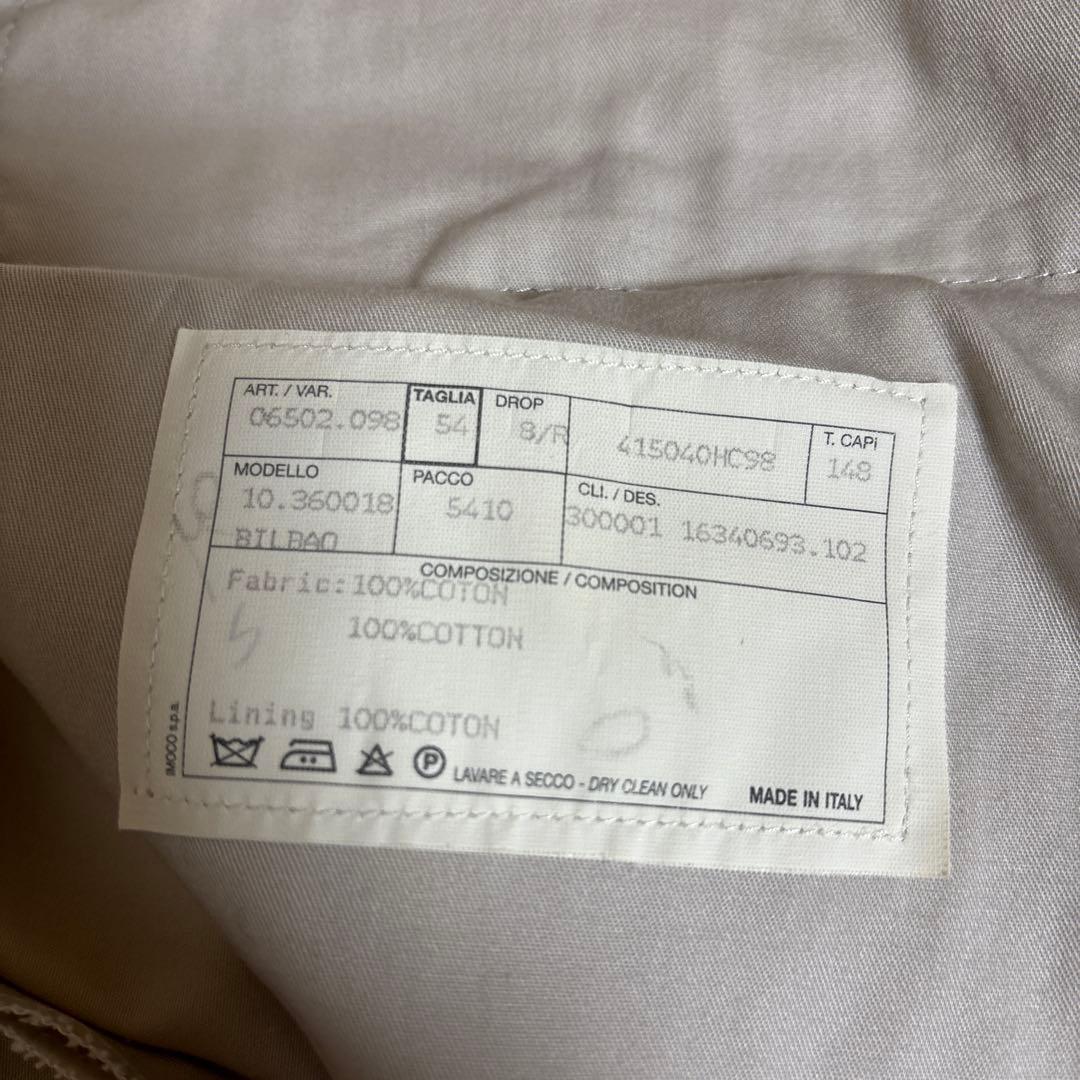 ART. / VAR. TAGLIA DROP T. CAPi
06502.098 54 8/R 415040HC98 148
MODELLO PACCO CLI. / DES.
10.360018 5410 300001 16340693.102
BILBAO
COMPOSIZIONE / COMPOSITION
Fabric: 100%COTON
100%COTTON
Lining 100%COTON
P LAVARE A SECCO - DRY CLEAN ONLY MADE IN ITALY
IMOCO s.p.a.